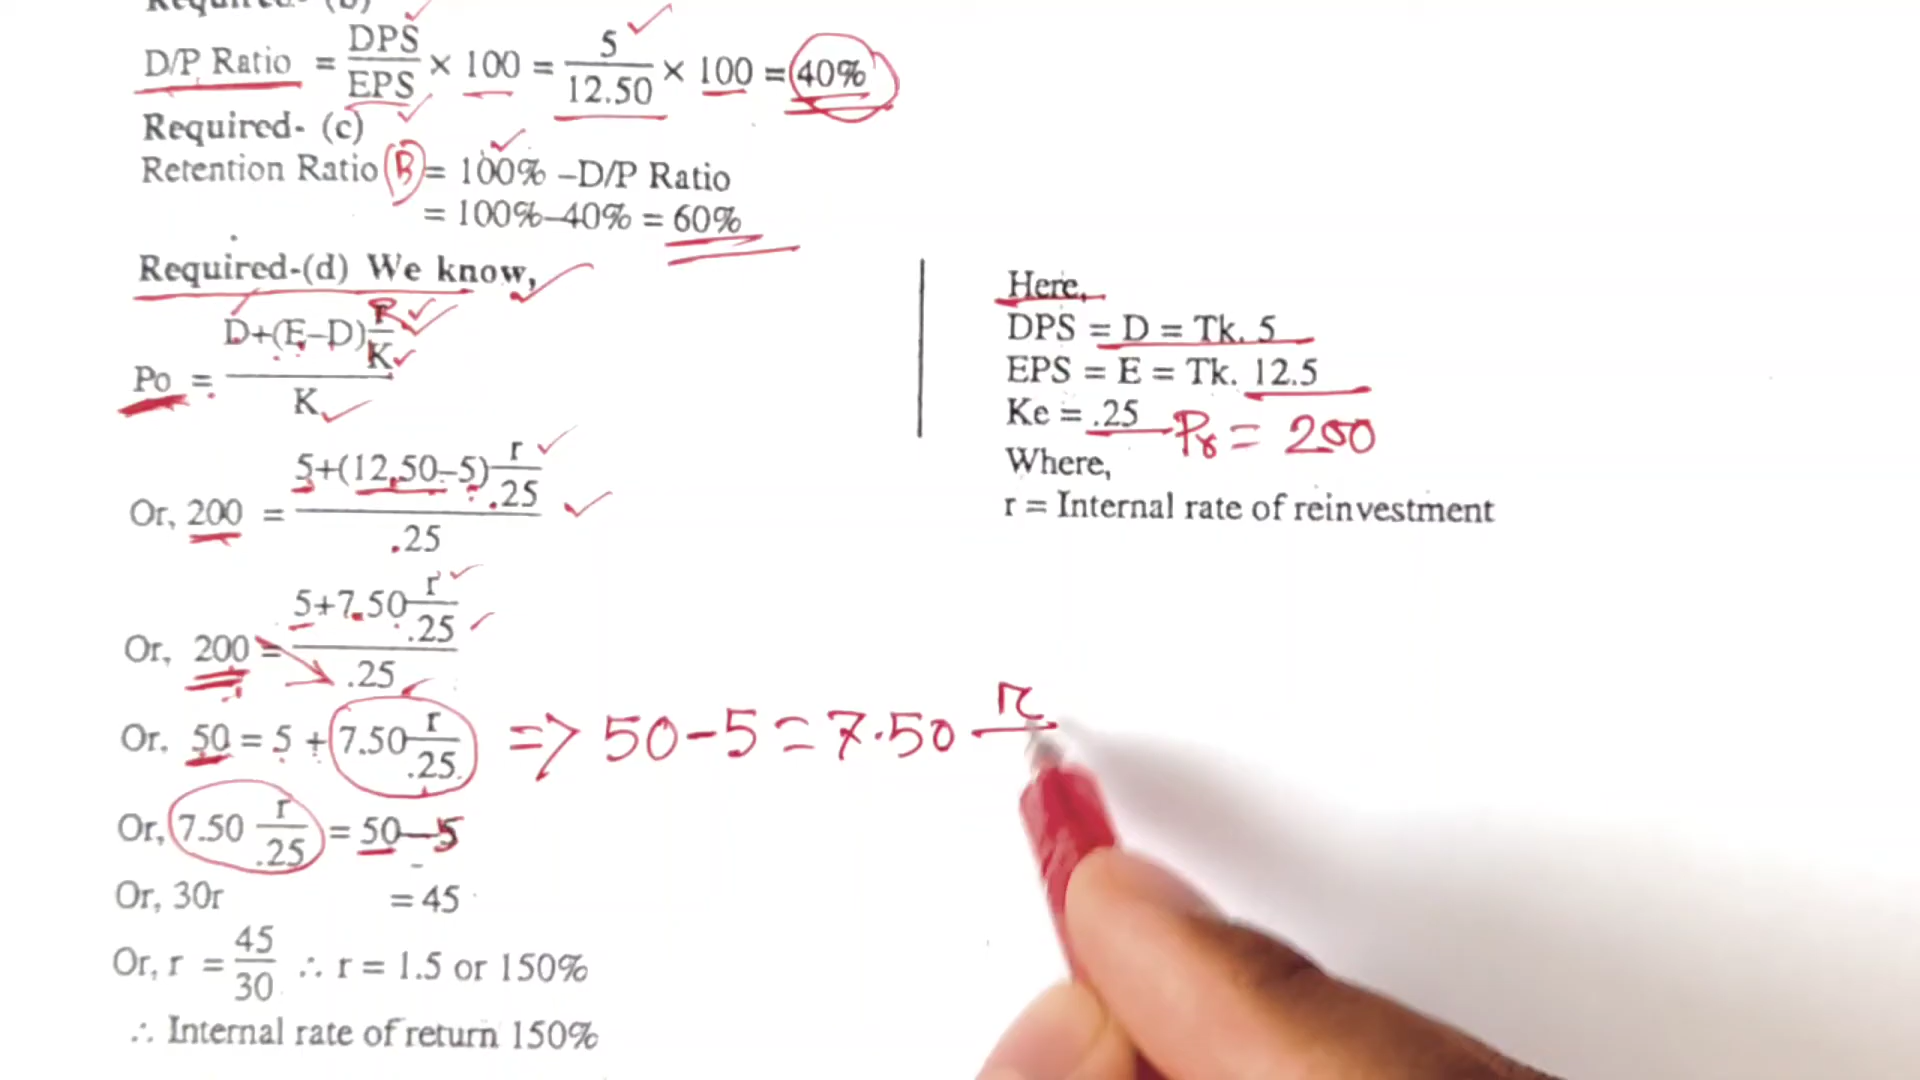 Required- (b)
D/P Ratio = DPS/EPS × 100 = 5/12.50 × 100 = 40%
Required- (c)
Retention Ratio B = 100% –D/P Ratio
= 100%–40% = 60%
Required-(d) We know,
Po = D+(E–D) r/K / K
R
Or, 200 = 5+(12.50–5) r/.25 / .25
Or, 200 = 5+7.50 r/.25 / .25
Or, 50 = 5 + 7.50 r/.25 => 50-5=7.50 r
Or, 7.50 r/.25 = 50–5
Or, 30r = 45
Or, r = 45/30 ∴ r = 1.5 or 150%
∴ Internal rate of return 150%
Here,
DPS = D = Tk. 5
EPS = E = Tk. 12.5
Ke = .25 Pr = 200
Where,
r = Internal rate of reinvestment